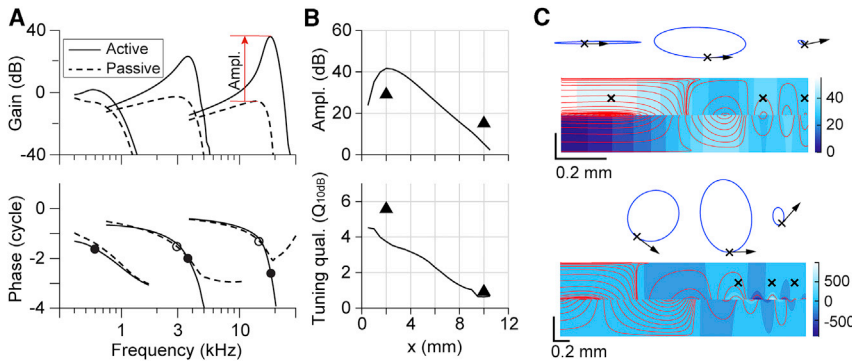 A
B
C
Active
Passive
Ampl.
Gain (dB)
40
0
-40
Phase (cycle)
0
-2
-4
1
3
10
Frequency (kHz)
Ampl. (dB)
60
40
20
0
Tuning qual. (Q10dB)
6
4
2
0
0
4
8
12
x (mm)
40
20
0
0.2 mm
500
0
-500
0.2 mm